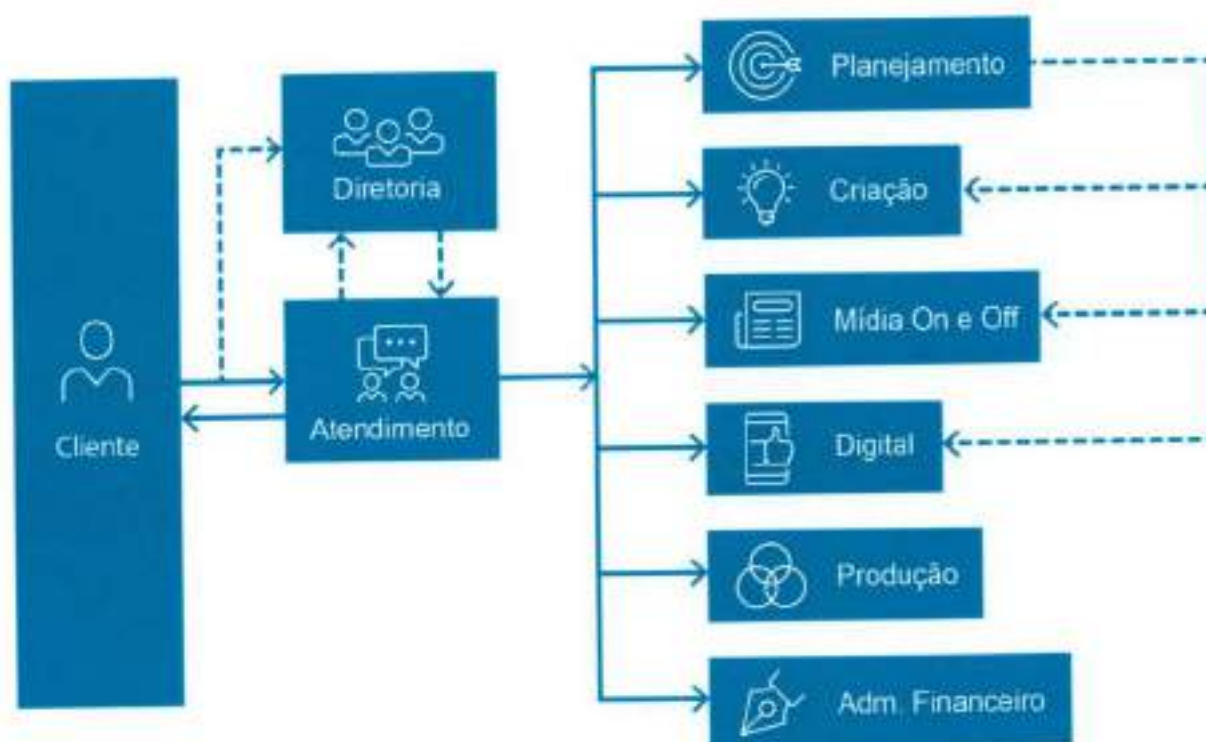 Cliente
Diretoria
Atendimento
Planejamento
Criação
Mídia On e Off
Digital
Produção
Adm. Financeiro